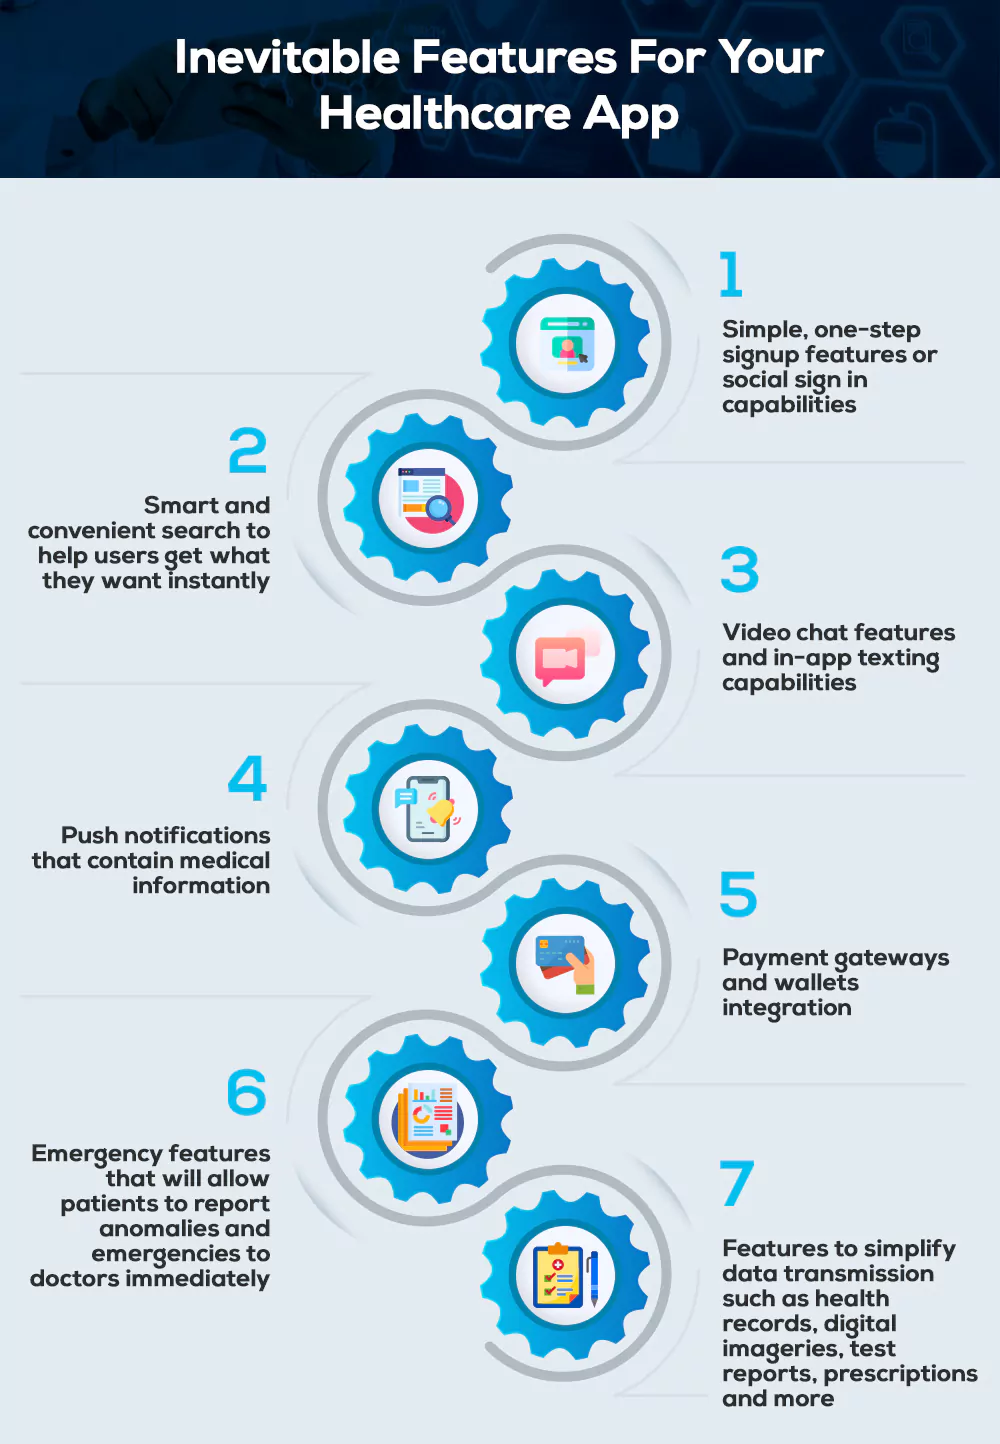 Inevitable Features For Your
Healthcare App
1
Simple, one-step
signup features or
social sign in
capabilities
2
Smart and
convenient search to
help users get what
they want instantly
3
Video chat features
and in-app texting
capabilities
4
Push notifications
that contain medical
information
5
Payment gateways
and wallets
integration
6
Emergency features
that will allow
patients to report
anomalies and
emergencies to
doctors immediately
7
Features to simplify
data transmission
such as health
records, digital
imageries, test
reports, prescriptions
and more